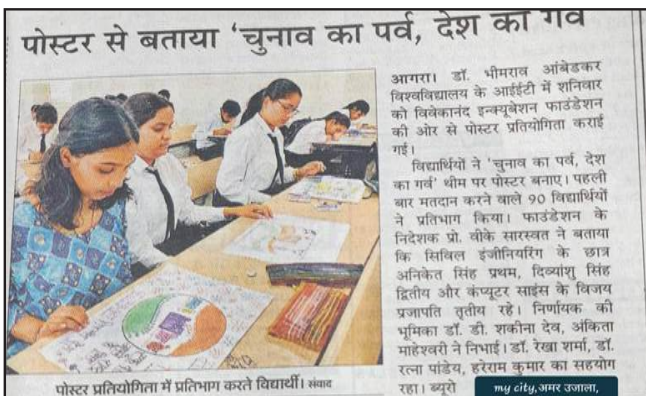 पोस्टर से बताया 'चुनाव का पर्व, देश का गर्व
आगरा। डॉ. भीमराव आंबेडकर
विश्वविद्यालय के आईईटी में शनिवार
को विवेकानंद इन्क्यूबेशन फाउंडेशन
की ओर से पोस्टर प्रतियोगिता कराई
गई।
विद्यार्थियों ने 'चुनाव का पर्व, देश
का गर्व' थीम पर पोस्टर बनाए। पहली
बार मतदान करने वाले 90 विद्यार्थियों
ने प्रतिभाग किया। फाउंडेशन के
निदेशक प्रो. वीके सारस्वत ने बताया
कि सिविल इंजीनियरिंग के छात्र
अनिकेत सिंह प्रथम, दिव्यांशु सिंह
द्वितीय और कंप्यूटर साइंस के विजय
प्रजापति तृतीय रहे। निर्णायक की
भूमिका डॉ. डी. शकीना देव, अंकिता
माहेश्वरी ने निभाई। डॉ. रेखा शर्मा, डॉ.
रत्ना पांडेय, हरेराम कुमार का सहयोग
रहा। ब्यूरो
पोस्टर प्रतियोगिता में प्रतिभाग करते विद्यार्थी। संवाद
my city,अमर उजाला,